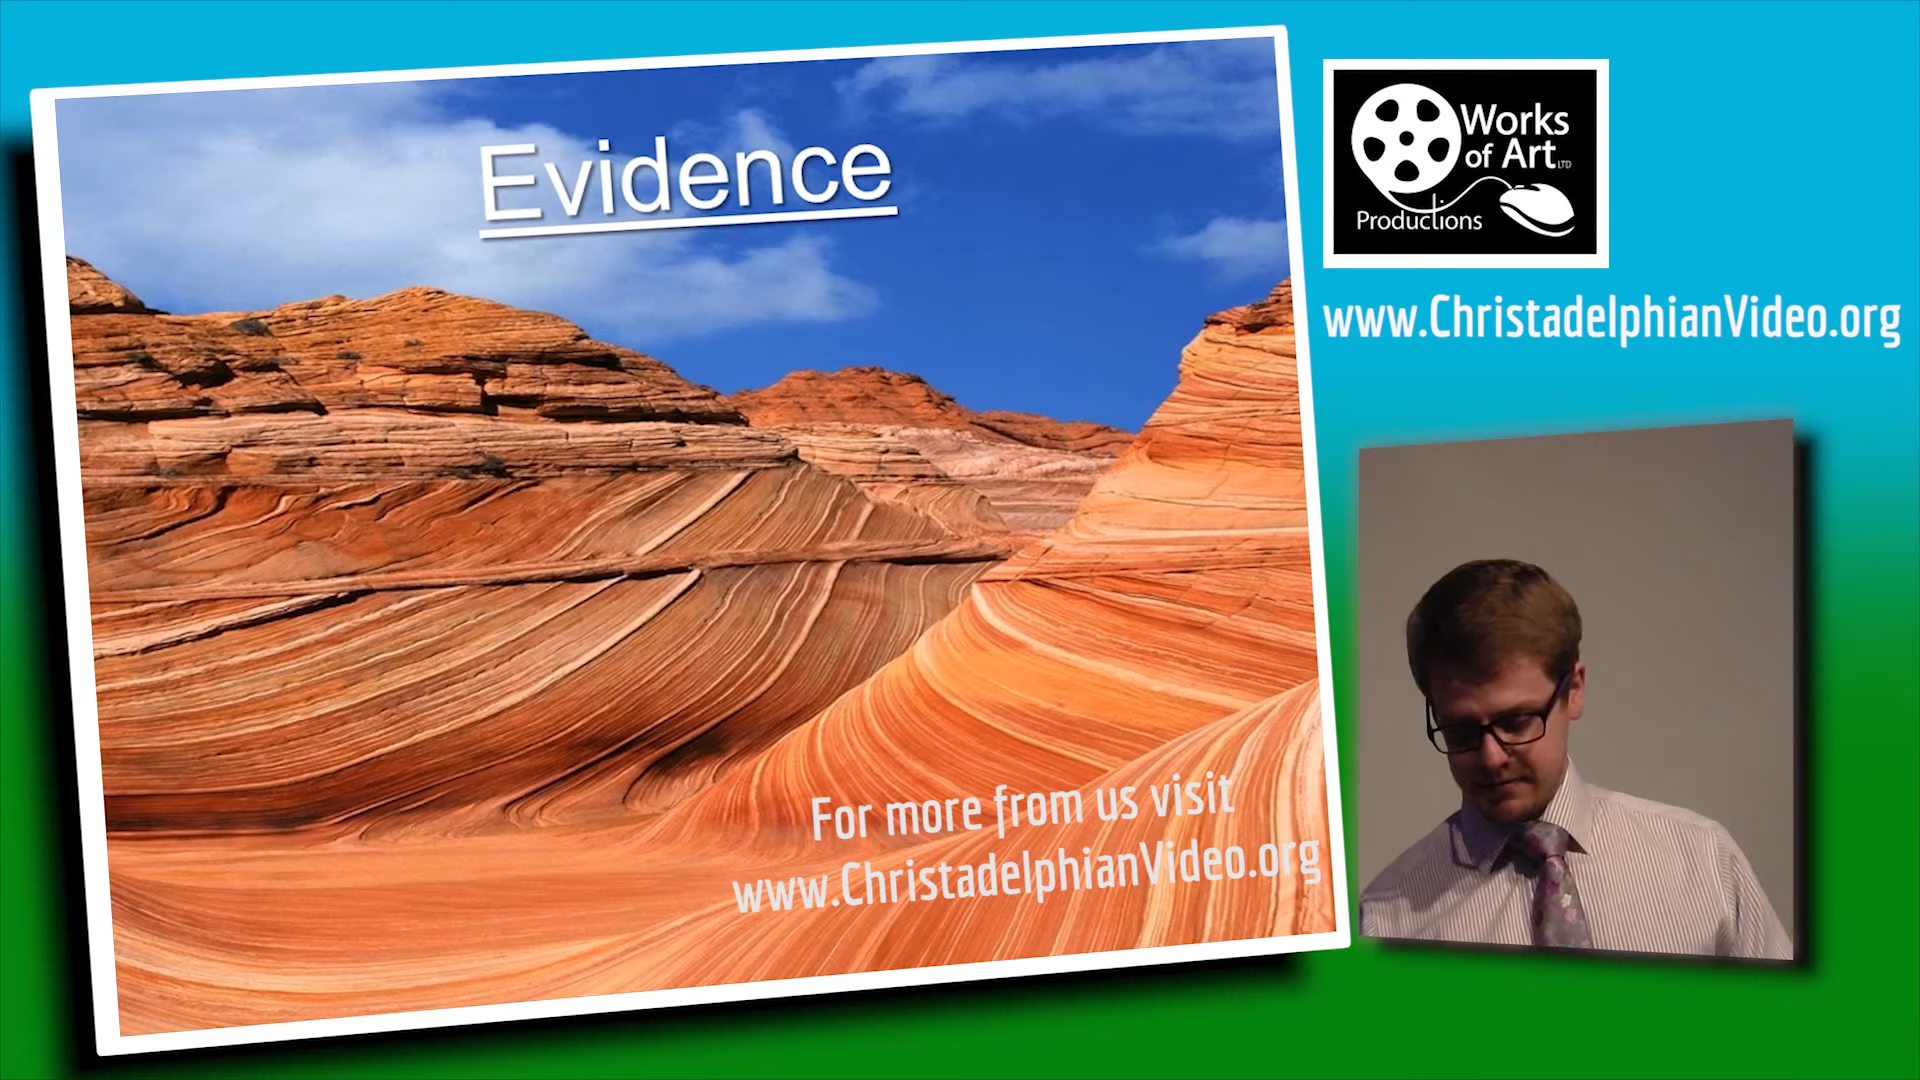 Evidence
For more from us visit
www.ChristadelphianVideo.org
Works
of Art LTD
Productions
www.ChristadelphianVideo.org